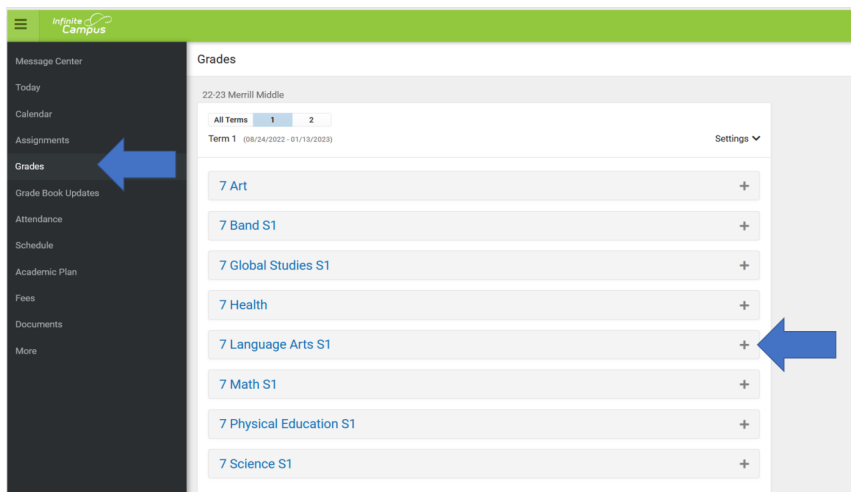 Infinite
Campus
Message Center
Today
Calendar
Assignments
Grades
Grade Book Updates
Attendance
Schedule
Academic Plan
Fees
Documents
More
Grades
22-23 Merrill Middle
All Terms 1 2
Term 1 (08/24/2022 - 01/13/2023) Settings
7 Art +
7 Band S1 +
7 Global Studies S1 +
7 Health +
7 Language Arts S1 +
7 Math S1 +
7 Physical Education S1 +
7 Science S1 +